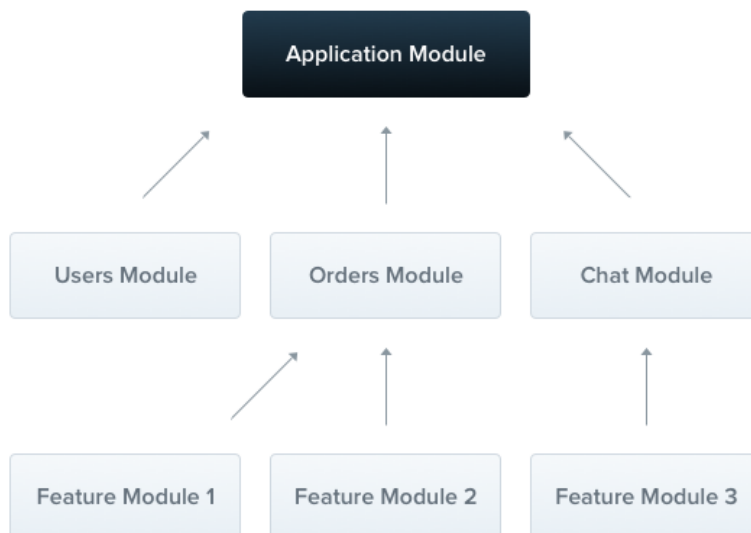 Application Module
Users Module
Orders Module
Chat Module
Feature Module 1
Feature Module 2
Feature Module 3